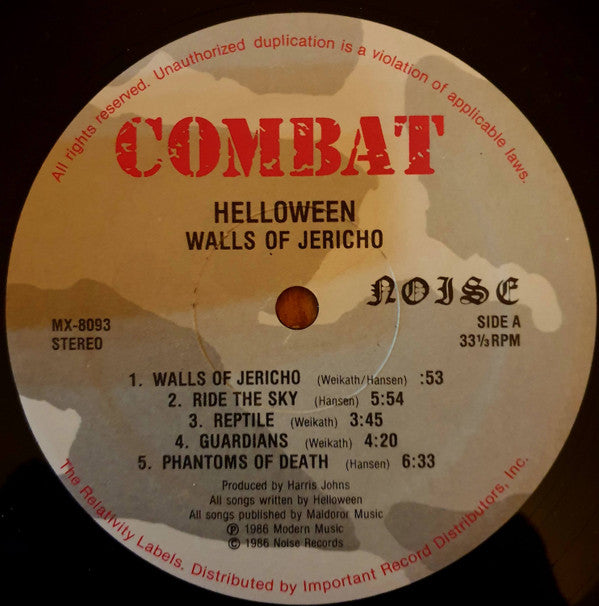 All rights reserved. Unauthorized duplication is a violation of applicable laws.
COMBAT
HELLOWEEN
WALLS OF JERICHO
NOISE
MX-8093
STEREO
SIDE A
33⅓ RPM
1. WALLS OF JERICHO (Weikath/Hansen) :53
2. RIDE THE SKY (Hansen) 5:54
3. REPTILE (Weikath) 3:45
4. GUARDIANS (Weikath) 4:20
5. PHANTOMS OF DEATH (Hansen) 6:33
Produced by Harris Johns
All songs written by Helloween
All songs published by Maldoror Music
℗ 1986 Modern Music
© 1986 Noise Records
The Relativity Labels. Distributed by Important Record Distributors, Inc.